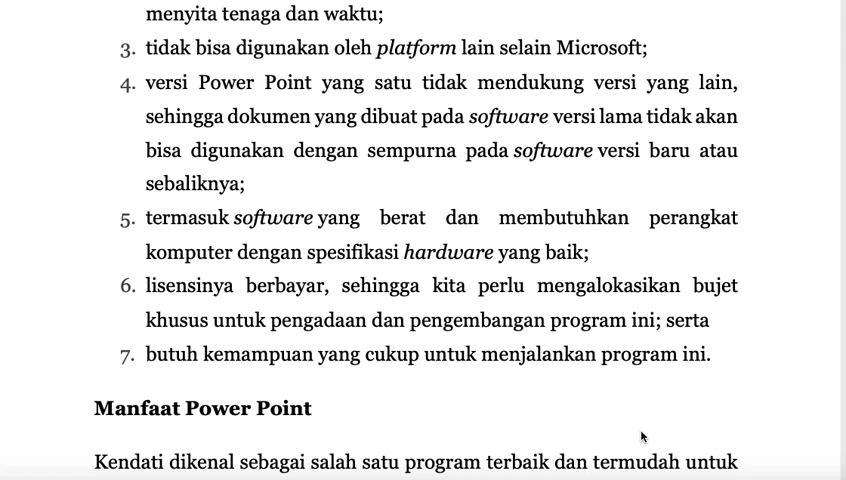 menyita tenaga dan waktu;
3. tidak bisa digunakan oleh platform lain selain Microsoft;
4. versi Power Point yang satu tidak mendukung versi yang lain,
sehingga dokumen yang dibuat pada software versi lama tidak akan
bisa digunakan dengan sempurna pada software versi baru atau
sebaliknya;
5. termasuk software yang berat dan membutuhkan perangkat
komputer dengan spesifikasi hardware yang baik;
6. lisensinya berbayar, sehingga kita perlu mengalokasikan bujet
khusus untuk pengadaan dan pengembangan program ini; serta
7. butuh kemampuan yang cukup untuk menjalankan program ini.
Manfaat Power Point
Kendati dikenal sebagai salah satu program terbaik dan termudah untuk